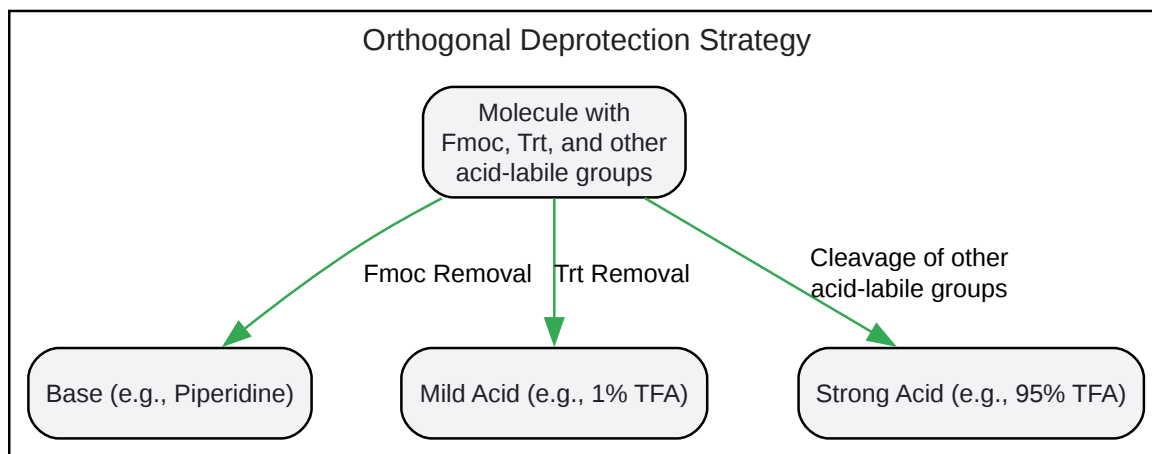 Orthogonal Deprotection Strategy
Molecule with
Fmoc, Trt, and other
acid-labile groups
Fmoc Removal
Trt Removal
Cleavage of other
acid-labile groups
Base (e.g., Piperidine)
Mild Acid (e.g., 1% TFA)
Strong Acid (e.g., 95% TFA)